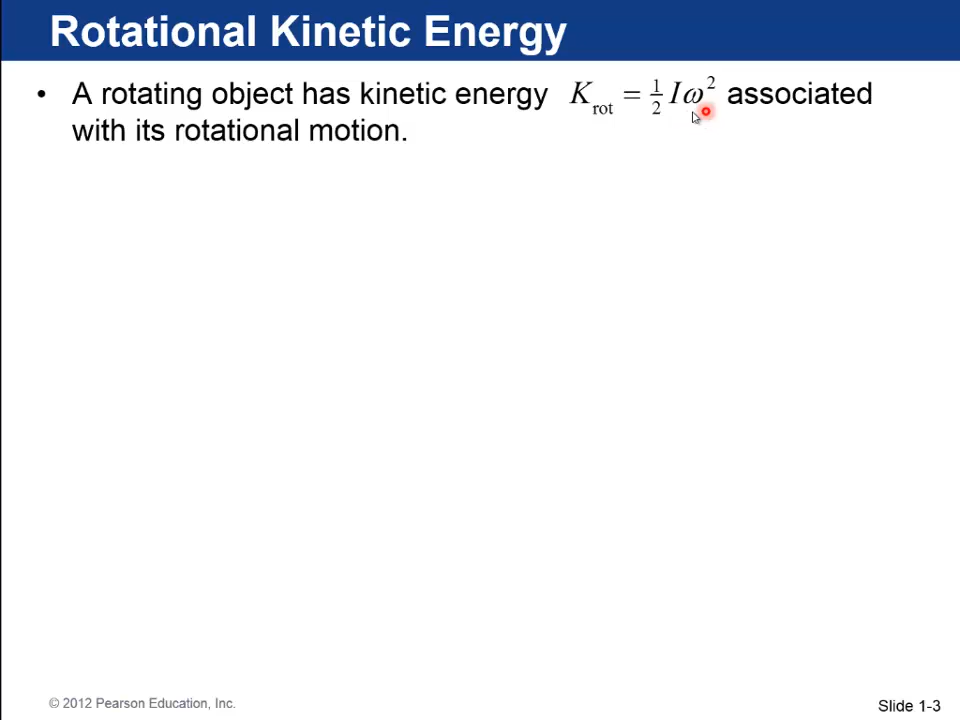 Rotational Kinetic Energy
• A rotating object has kinetic energy K_rot = ½ Iω² associated
with its rotational motion.
© 2012 Pearson Education, Inc.
Slide 1-3